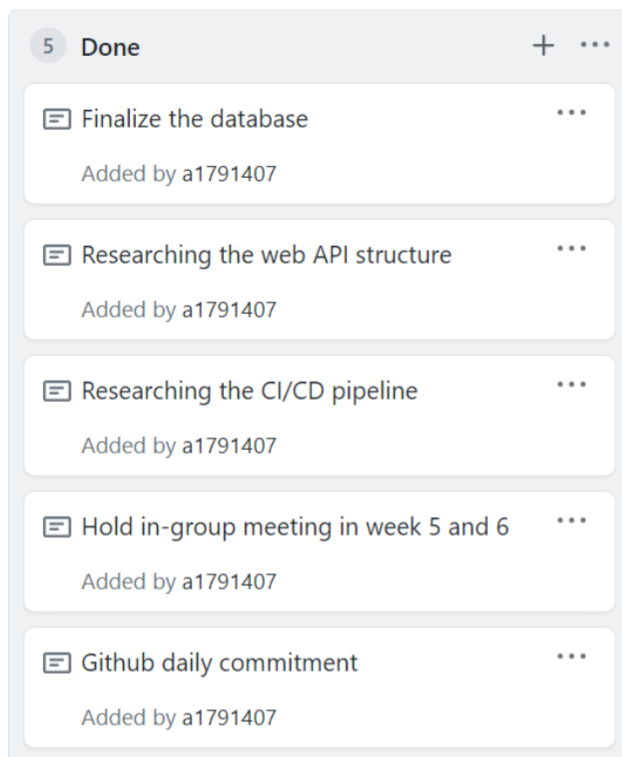 5 Done
Finalize the database
Added by a1791407
Researching the web API structure
Added by a1791407
Researching the CI/CD pipeline
Added by a1791407
Hold in-group meeting in week 5 and 6
Added by a1791407
Github daily commitment
Added by a1791407